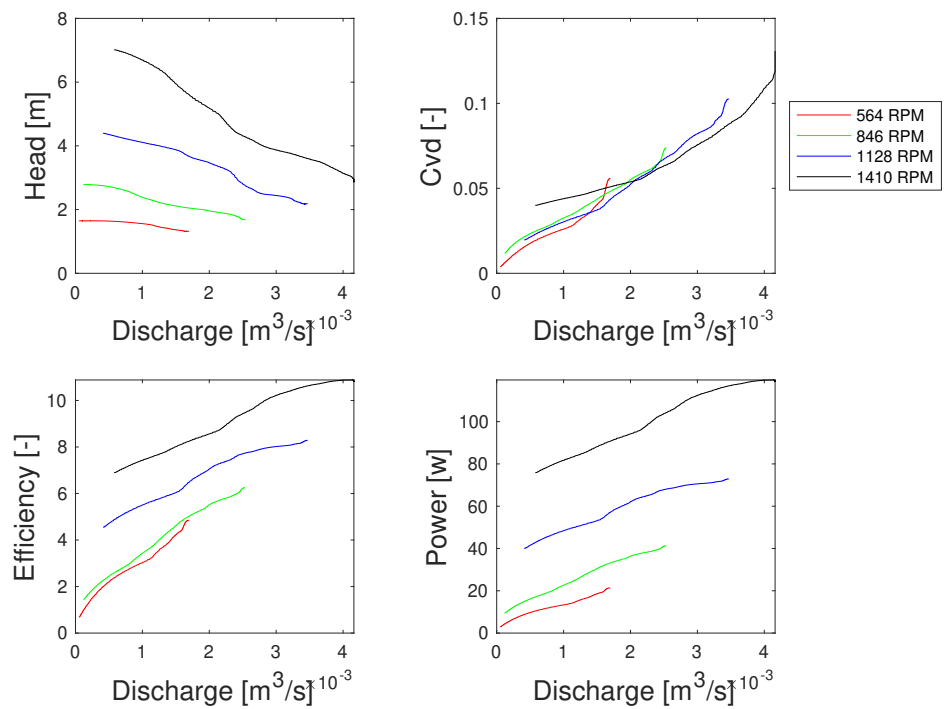 8
6
4
2
0
Head [m]
0 1 2 3 4
Discharge [m³/s]×10⁻³
0.15
0.1
0.05
0
Cvd [-]
0 1 2 3 4
Discharge [m³/s]×10⁻³
564 RPM
846 RPM
1128 RPM
1410 RPM
10
8
6
4
2
0
Efficiency [-]
0 1 2 3 4
Discharge [m³/s]×10⁻³
100
80
60
40
20
0
Power [w]
0 1 2 3 4
Discharge [m³/s]×10⁻³